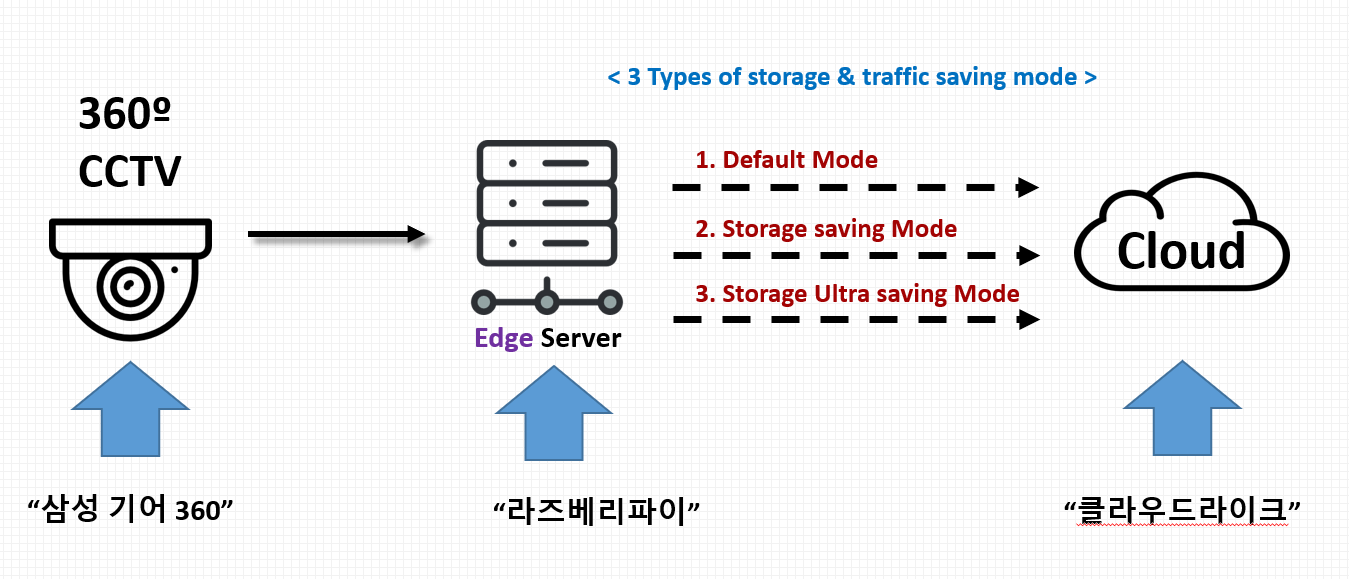 < 3 Types of storage & traffic saving mode >
360º
CCTV
1. Default Mode
2. Storage saving Mode
3. Storage Ultra saving Mode
Cloud
Edge Server
“삼성 기어 360”
“라즈베리파이”
“클라우드라이크”